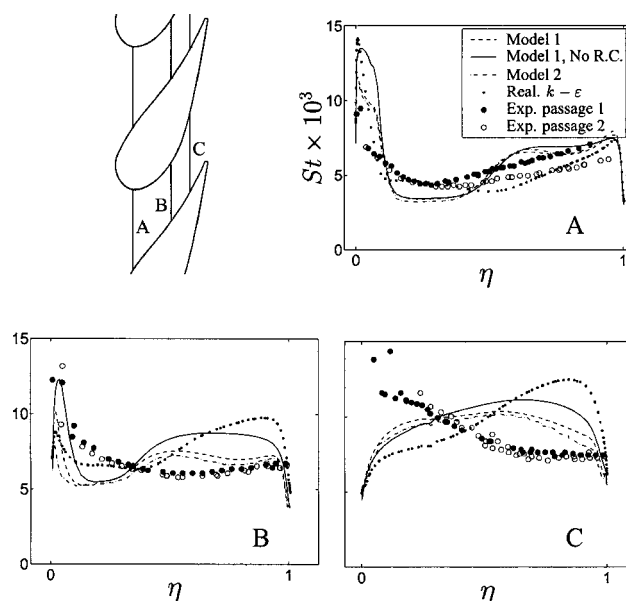 A
B
C
15
10
5
0
St × 10³
Model 1
Model 1, No R.C.
Model 2
Real. k − ε
Exp. passage 1
Exp. passage 2
A
0
1
η
15
10
5
0
B
0
1
η
C
0
1
η